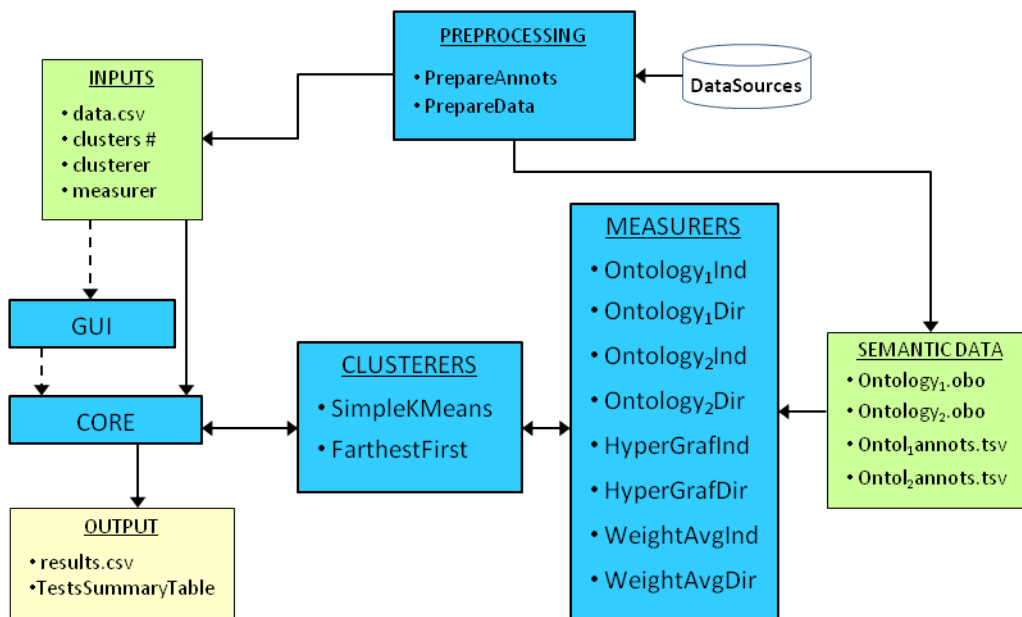 PREPROCESSING
• PrepareAnnots
• PrepareData
DataSources
INPUTS
• data.csv
• clusters #
• clusterer
• measurer
GUI
CORE
CLUSTERERS
• SimpleKMeans
• FarthestFirst
MEASURERS
• Ontology₁Ind
• Ontology₁Dir
• Ontology₂Ind
• Ontology₂Dir
• HyperGrafInd
• HyperGrafDir
• WeightAvgInd
• WeightAvgDir
SEMANTIC DATA
• Ontology₁.obo
• Ontology₂.obo
• Ontol₁annots.tsv
• Ontol₂annots.tsv
OUTPUT
• results.csv
•TestsSummaryTable